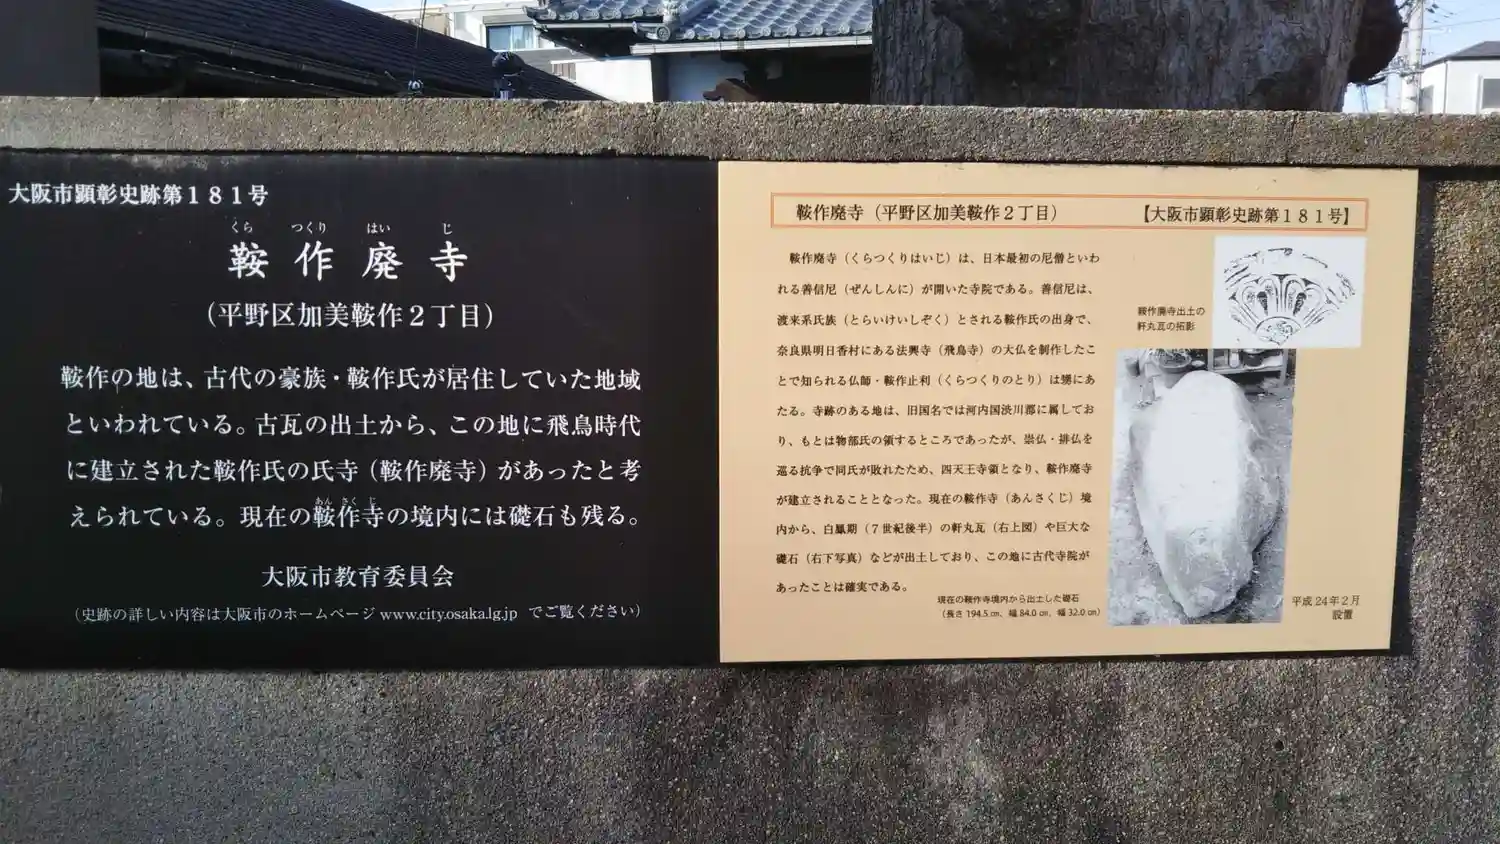 大阪市顕彰史跡第１８１号
くら つくり はい じ
鞍作廃寺
（平野区加美鞍作２丁目）
鞍作の地は、古代の豪族・鞍作氏が居住していた地域
といわれている。古瓦の出土から、この地に飛鳥時代
に建立された鞍作氏の氏寺（鞍作廃寺）があったと考
あん さく じ
えられている。現在の鞍作寺の境内には礎石も残る。
大阪市教育委員会
（史跡の詳しい内容は大阪市のホームページ www.city.osaka.lg.jp でご覧ください）
鞍作廃寺（平野区加美鞍作２丁目） 【大阪市顕彰史跡第１８１号】
鞍作廃寺（くらつくりはいじ）は、日本最初の尼僧といわ
れる善信尼（ぜんしんに）が開いた寺院である。善信尼は、
渡来系氏族（とらいけいしぞく）とされる鞍作氏の出身で、
奈良県明日香村にある法興寺（飛鳥寺）の大仏を制作したこ
とで知られる仏師・鞍作止利（くらつくりのとり）は甥にあ
たる。寺跡のある地は、旧国名では河内国渋川郡に属してお
り、もとは物部氏の領するところであったが、崇仏・排仏を
巡る抗争で同氏が敗れたため、四天王寺領となり、鞍作廃寺
が建立されることとなった。現在の鞍作寺（あんさくじ）境
内から、白鳳期（７世紀後半）の軒丸瓦（右上図）や巨大な
礎石（右下写真）などが出土しており、この地に古代寺院が
あったことは確実である。
鞍作廃寺出土の
軒丸瓦の拓影
現在の鞍作寺境内から出土した礎石
（長さ 194.5 ㎝、幅 84.0 ㎝、幅 32.0 ㎝）
平成 24 年 2 月
設置